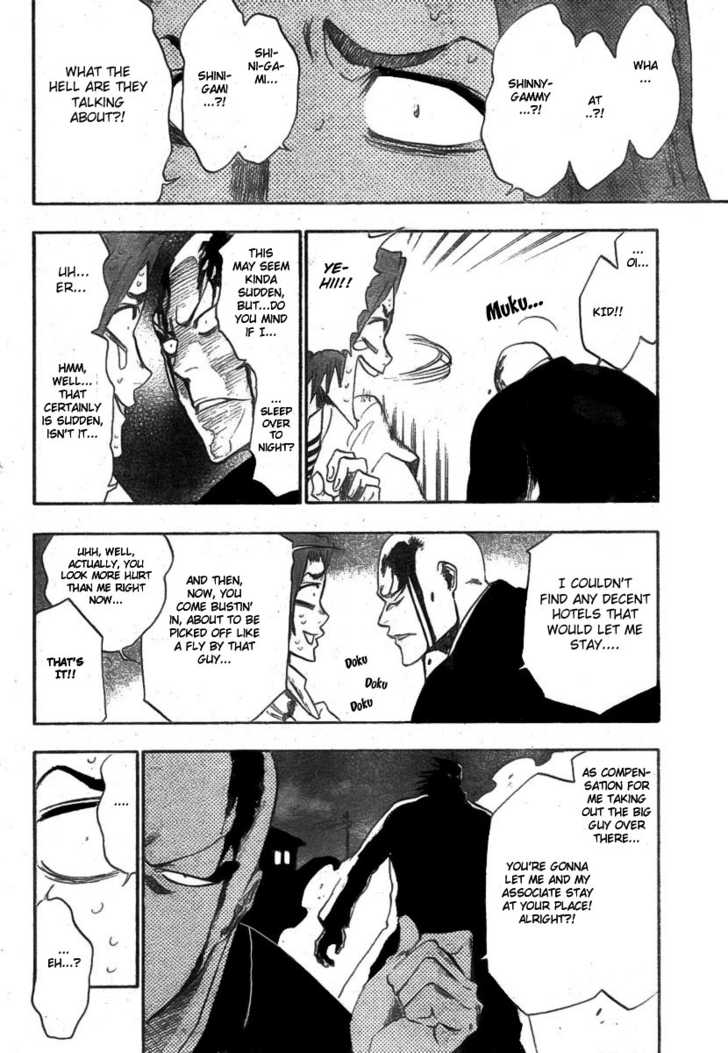 WHA
...
AT
..?!
SHINNY-
GAMMY
...?!
SHI-
NI-GA-
MI...
SHINI-
GAMI
...?!
WHAT THE
HELL ARE THEY
TALKING
ABOUT?!
...
OI...
KID!!
MUKU...
YE-
HII!!
THIS
MAY SEEM
KINDA
SUDDEN,
BUT...DO
YOU MIND
IF I...
...
SLEEP
OVER
TO
NIGHT?
UH...
ER...
HMM,
WELL...
THAT
CERTAINLY
IS SUDDEN,
ISN'T IT...
I COULDN'T
FIND ANY DECENT
HOTELS THAT
WOULD LET ME
STAY....
DOKU
DOKU
DOKU
AND THEN,
NOW, YOU
COME BUSTIN'
IN, ABOUT TO BE
PICKED OFF LIKE
A FLY BY THAT
GUY...
UHH, WELL,
ACTUALLY, YOU
LOOK MORE HURT
THAN ME RIGHT
NOW...
THAT'S
IT!!
AS COMPEN-
SATION FOR
ME TAKING
OUT THE BIG
GUY OVER
THERE...
YOU'RE GONNA
LET ME AND MY
ASSOCIATE STAY
AT YOUR PLACE!
ALRIGHT?!
....
...
EH...?